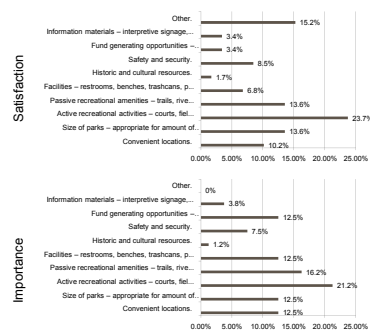 Satisfaction
Other. 15.2%
Information materials – interpretive signage,... 3.4%
Fund generating opportunities –.. 3.4%
Safety and security. 8.5%
Historic and cultural resources. 1.7%
Facilities – restrooms, benches, trashcans, p... 6.8%
Passive recreational amenities – trails, rive... 13.6%
Active recreational activities – courts, fiel... 23.7%
Size of parks – appropriate for amount of.. 13.6%
Convenient locations. 10.2%
0.00% 5.00% 10.00% 15.00% 20.00% 25.00%
Importance
Other. 0%
Information materials – interpretive signage,... 3.8%
Fund generating opportunities –.. 12.5%
Safety and security. 7.5%
Historic and cultural resources. 1.2%
Facilities – restrooms, benches, trashcans, p... 12.5%
Passive recreational amenities – trails, rive... 16.2%
Active recreational activities – courts, fiel... 21.2%
Size of parks – appropriate for amount of.. 12.5%
Convenient locations. 12.5%
0.00% 5.00% 10.00% 15.00% 20.00% 25.00%